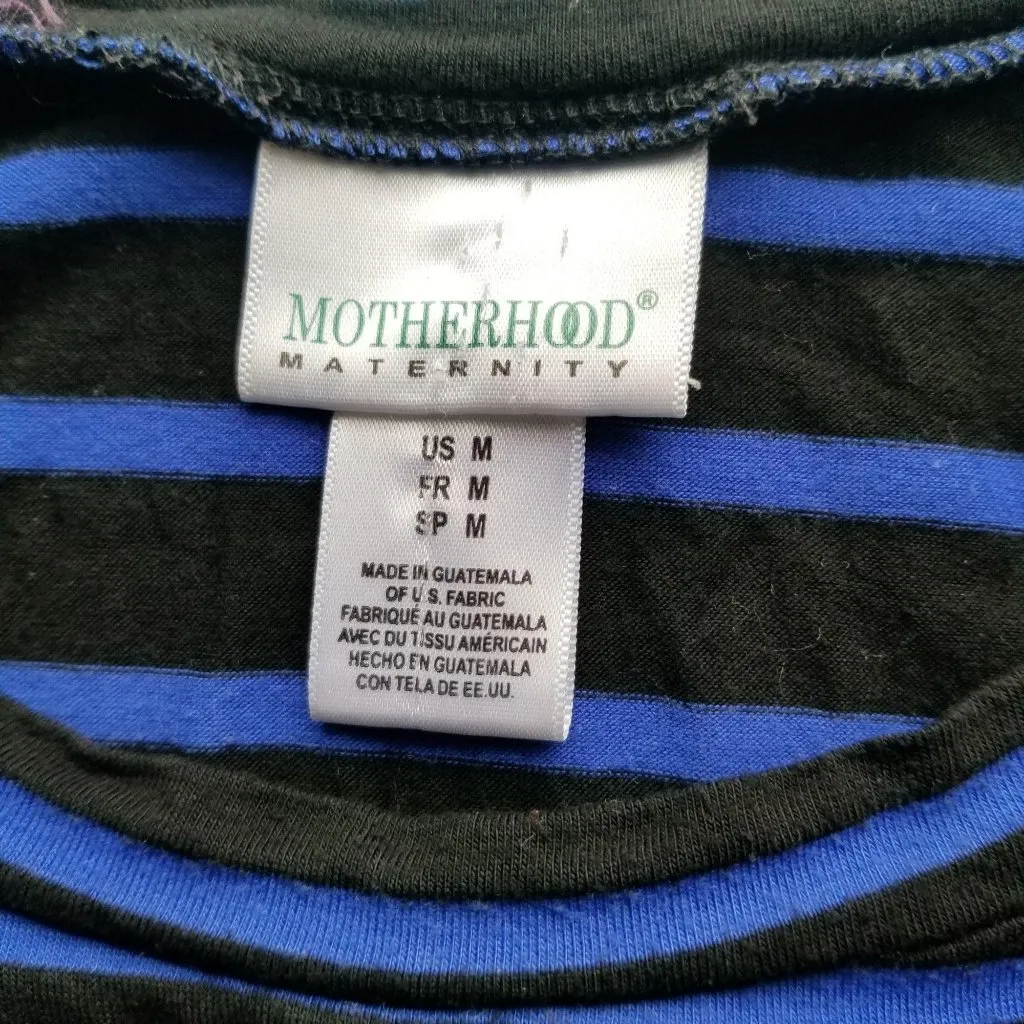 MOTHERHOOD®
MATERNITY
US M
FR M
SP M
MADE IN GUATEMALA
OF U.S. FABRIC
FABRIQUÉ AU GUATEMALA
AVEC DU TISSU AMÉRICAIN
HECHO EN GUATEMALA
CON TELA DE EE.UU.